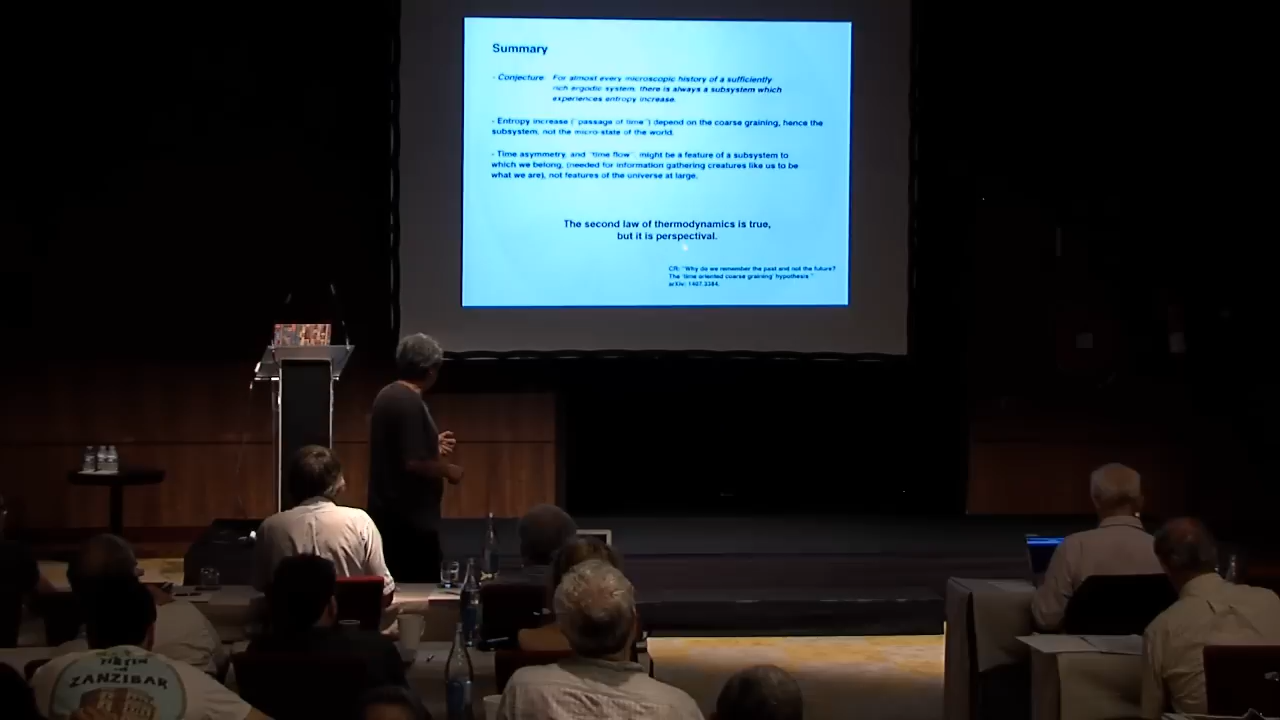 Summary
- Conjecture: For almost every microscopic history of a sufficiently
rich ergodic system, there is always a subsystem which
experiences entropy increase.
- Entropy increase (``passage of time``) depend on the coarse graining, hence the
subsystem, not the micro-state of the world.
- Time asymmetry, and ``time flow``, might be a feature of a subsystem to
which we belong, (needed for information gathering creatures like us to be
what we are), not features of the universe at large.
The second law of thermodynamics is true,
but it is perspectival.
CR: "Why do we remember the past and not the future?
The 'time oriented coarse graining' hypothesis "
arXiv: 1407.3384.
TINTIN
ZANZIBAR